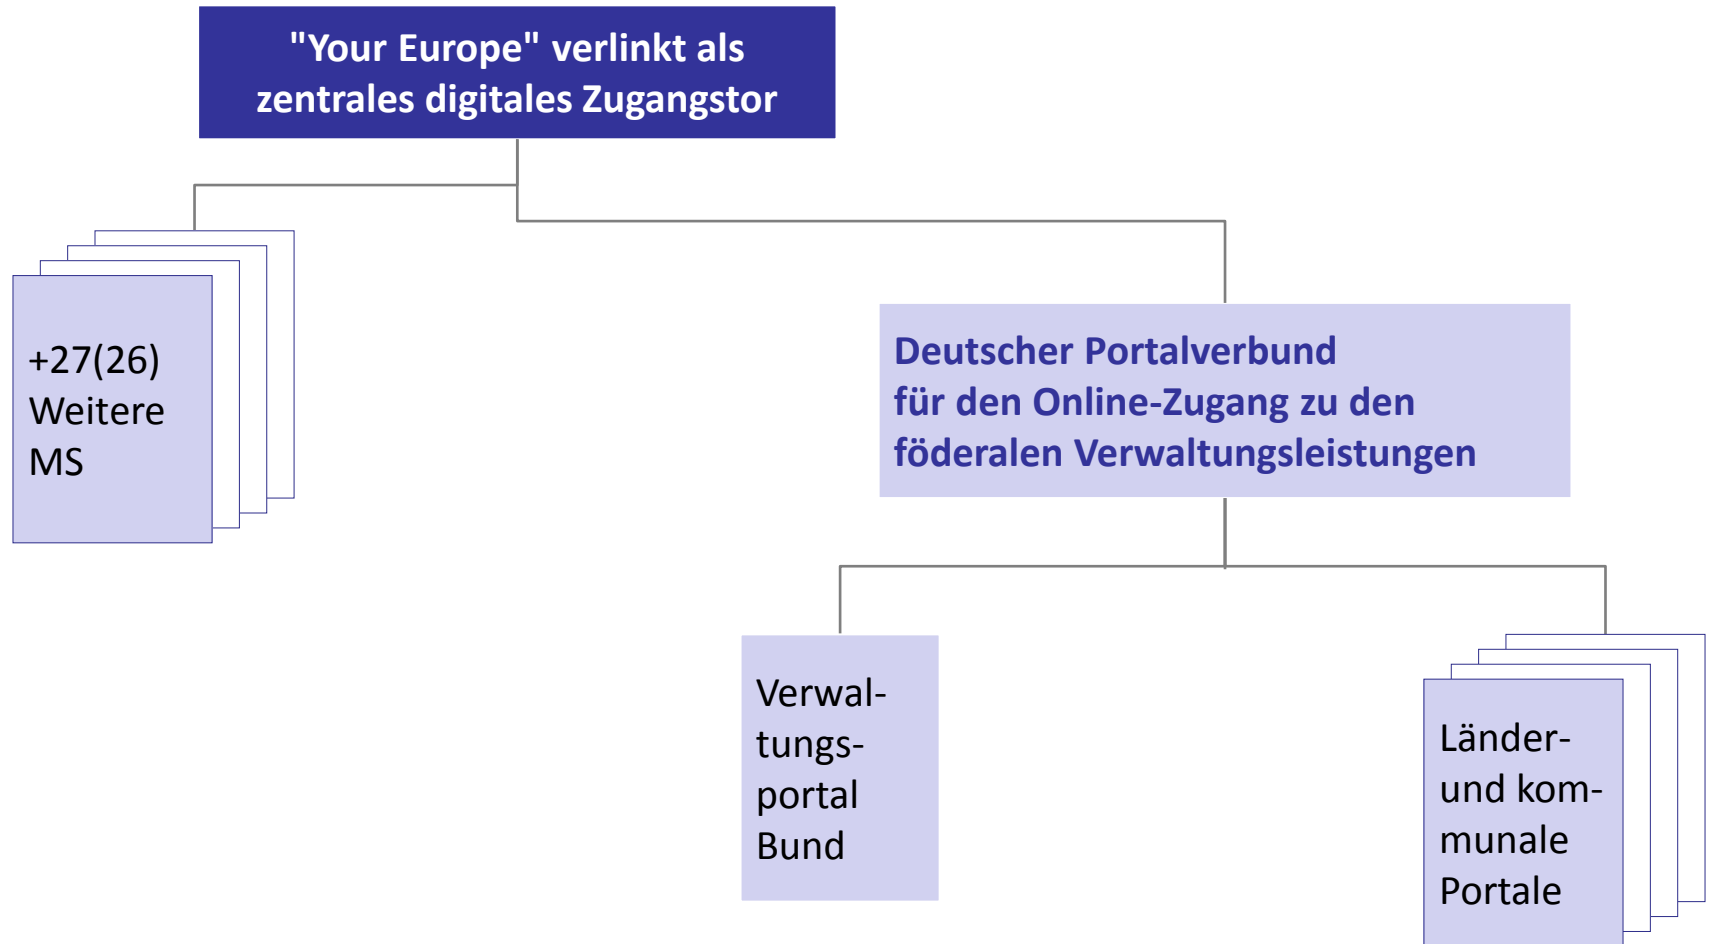 "Your Europe" verlinkt als
zentrales digitales Zugangstor
+27(26)
Weitere
MS
Deutscher Portalverbund
für den Online-Zugang zu den
föderalen Verwaltungsleistungen
Verwal-
tungs-
portal
Bund
Länder-
und kom-
munale
Portale